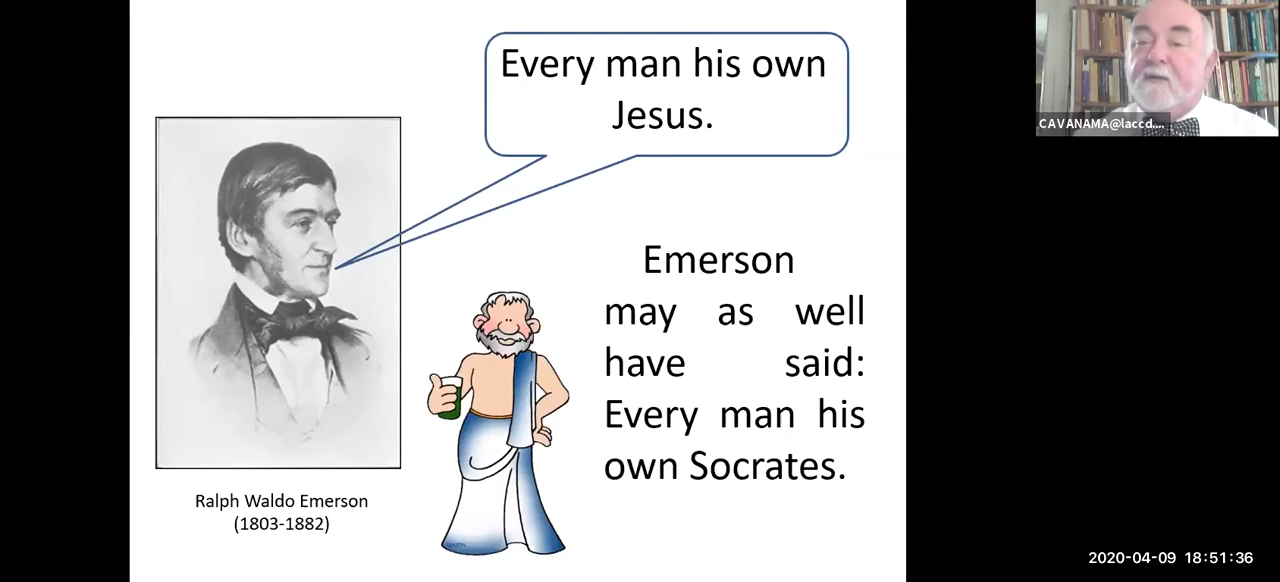 Every man his own
Jesus.
CAVANAMA@laccd....
Emerson
may as well
have said:
Every man his
own Socrates.
Ralph Waldo Emerson
(1803-1882)
2020-04-09 18:51:36